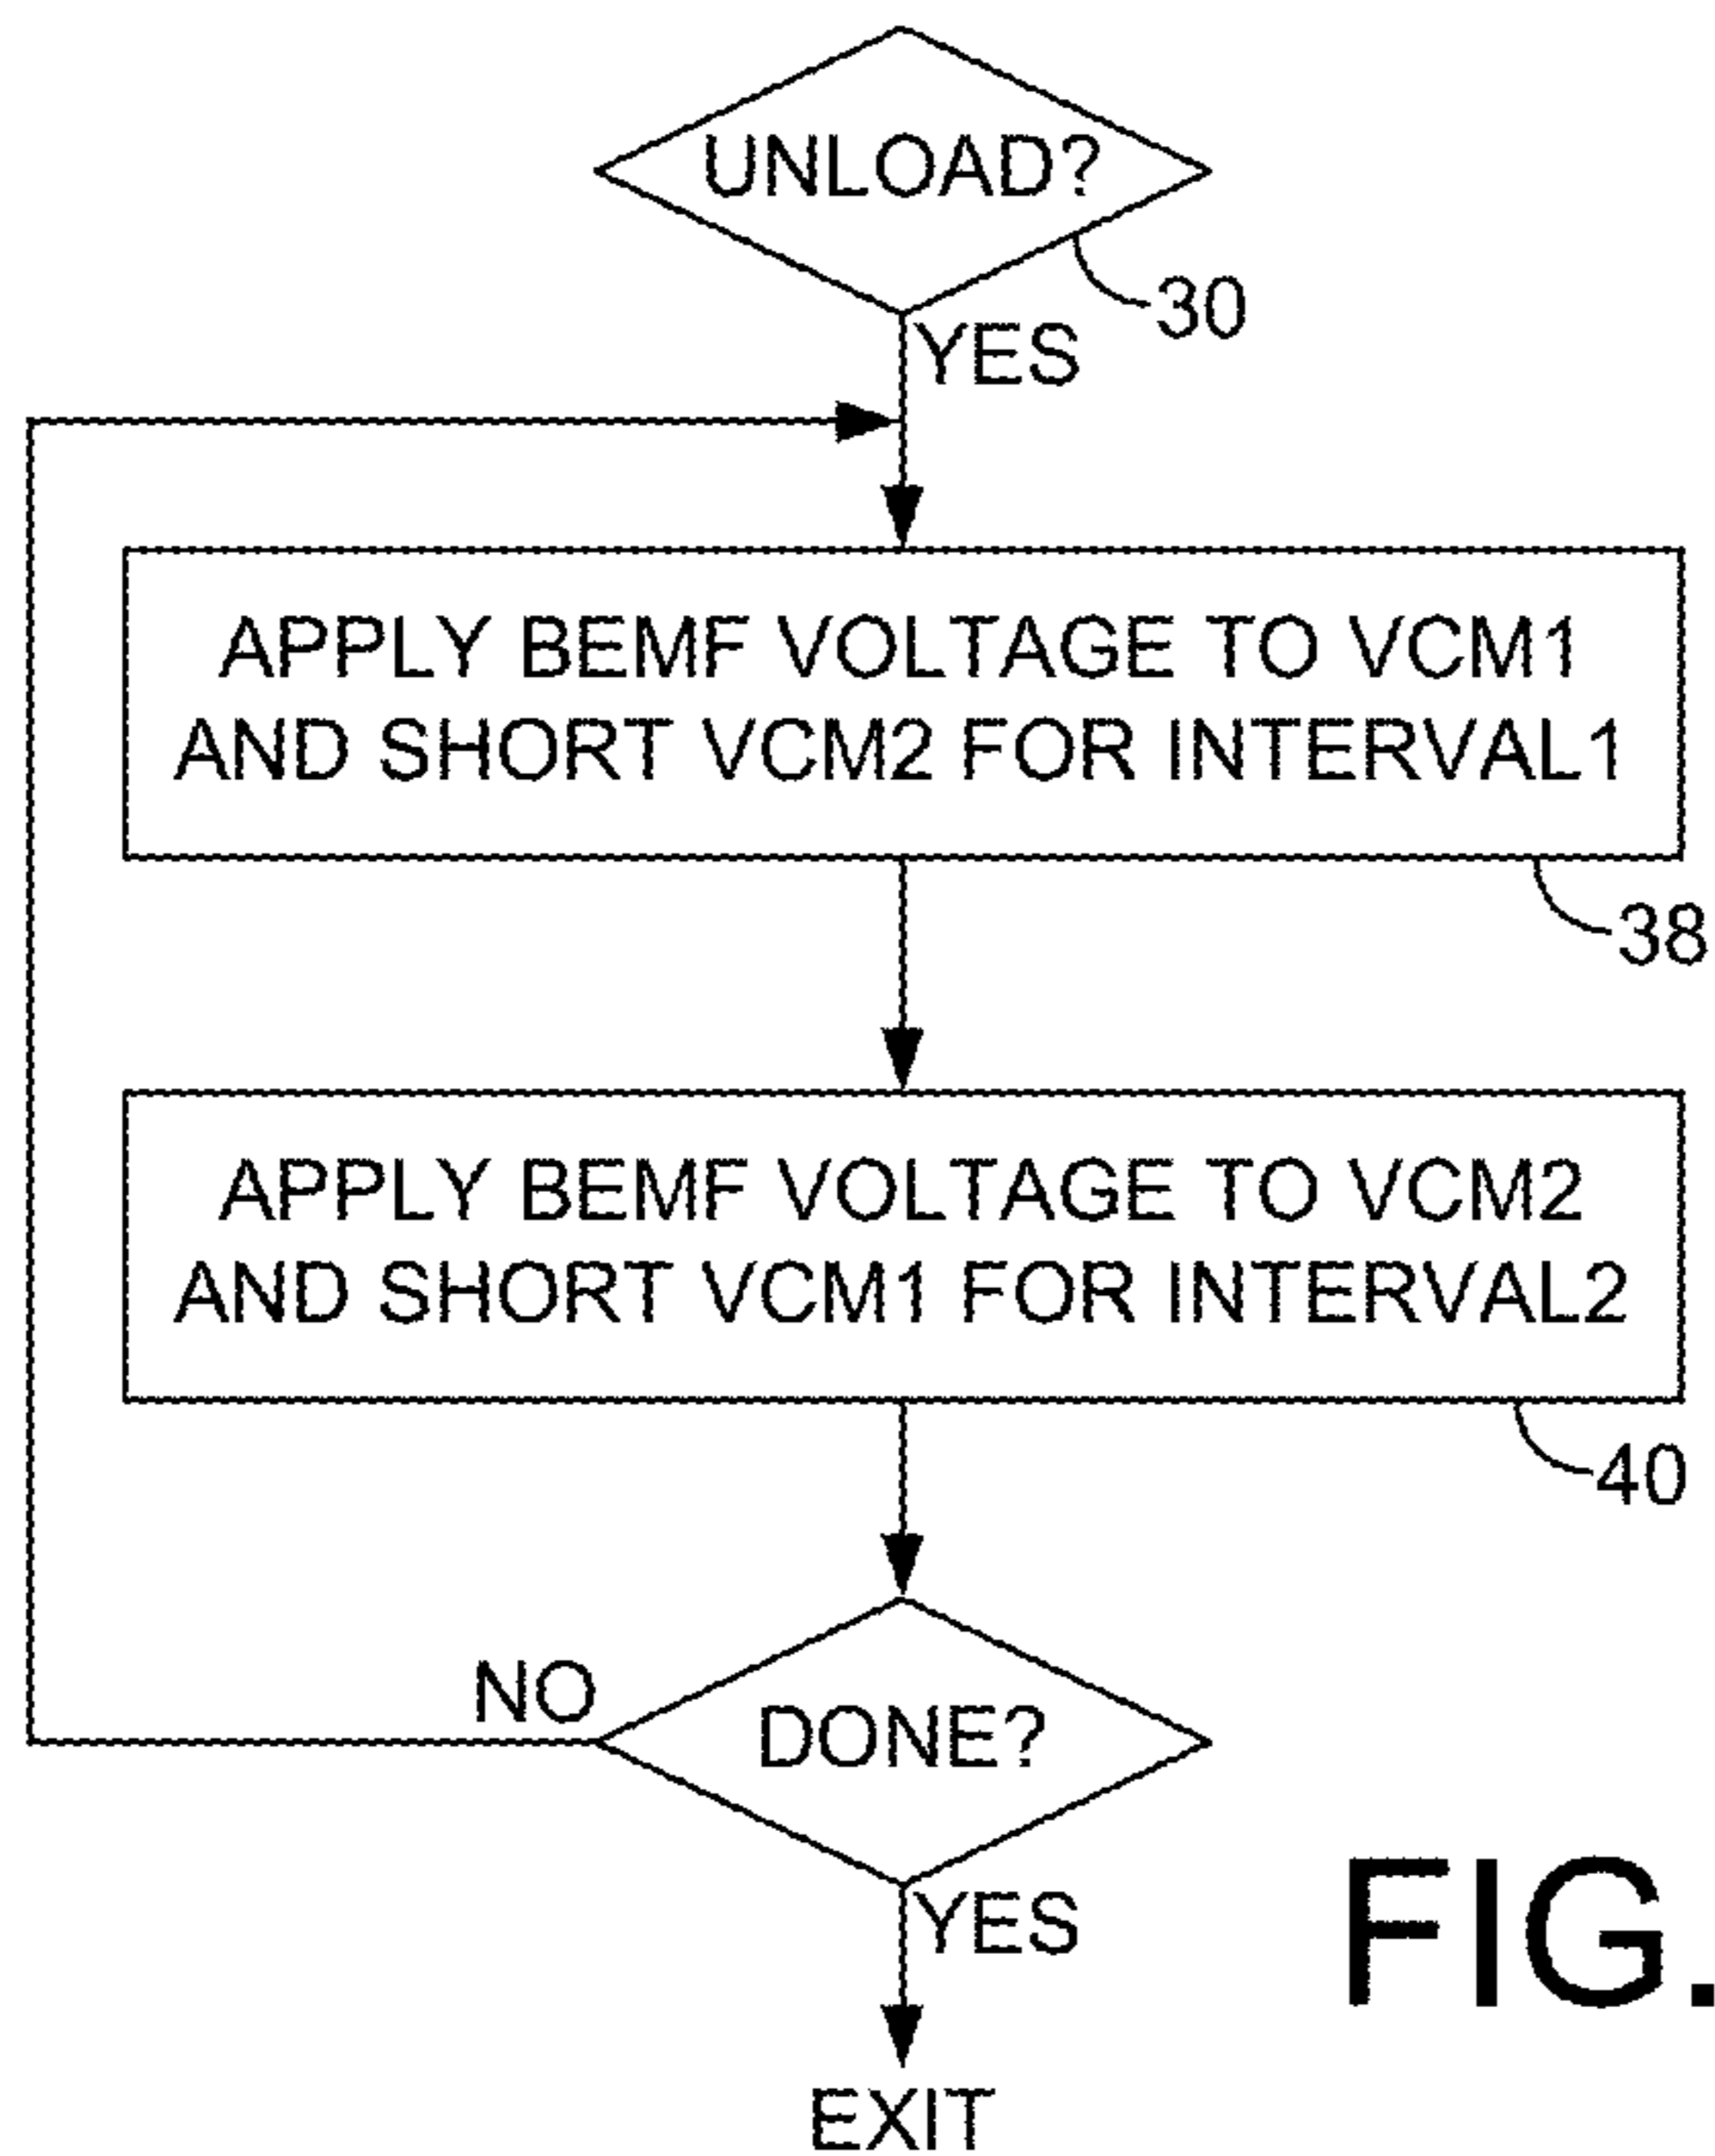 UNLOAD?
30
YES
APPLY BEMF VOLTAGE TO VCM1
AND SHORT VCM2 FOR INTERVAL1
38
APPLY BEMF VOLTAGE TO VCM2
AND SHORT VCM1 FOR INTERVAL2
40
NO
DONE?
YES
FIG.
EXIT